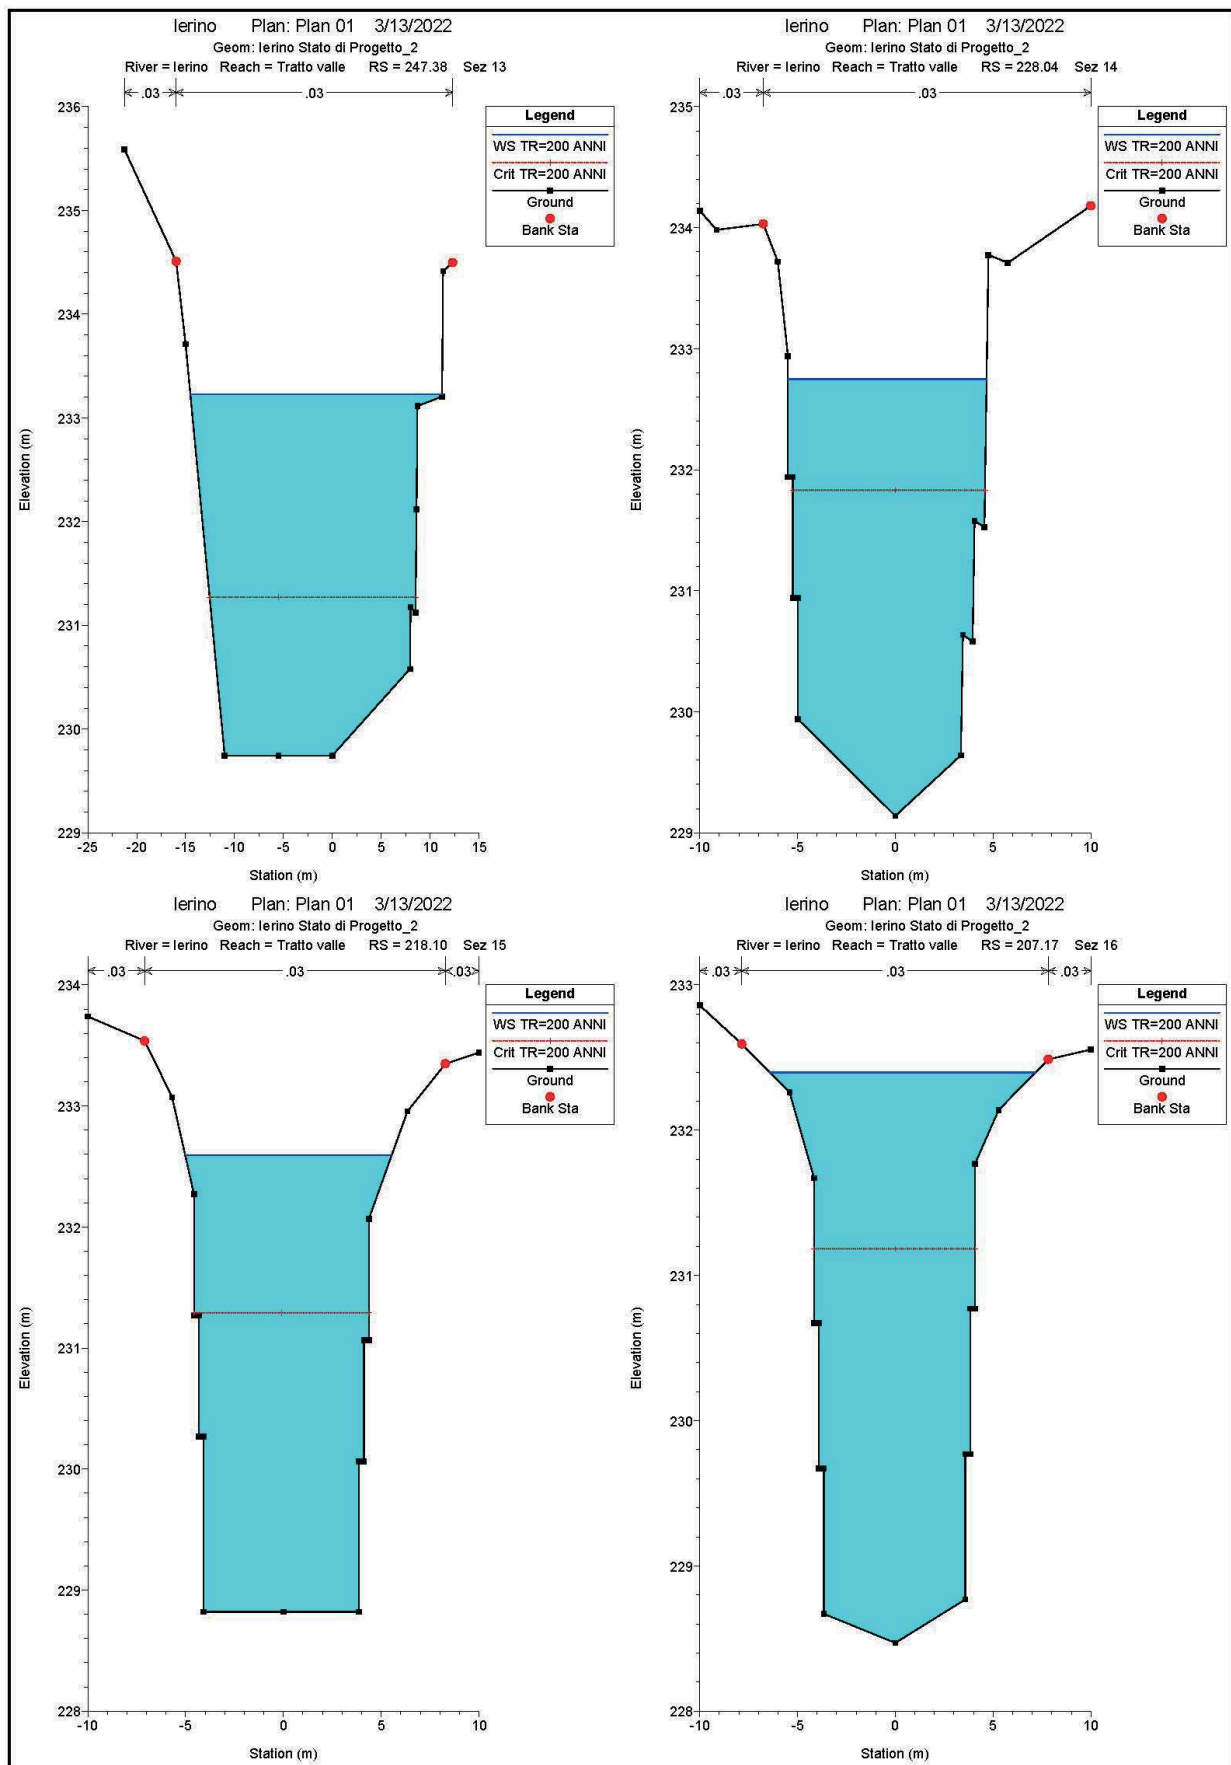 Ierino Plan: Plan 01 3/13/2022
Geom: Ierino Stato di Progetto_2
River = Ierino Reach = Tratto valle RS = 247.38 Sez 13
.03 .03
Legend
WS TR=200 ANNI
Crit TR=200 ANNI
Ground
Bank Sta
236
235
234
233
232
231
230
229
Elevation (m)
-25 -20 -15 -10 -5 0 5 10 15
Station (m)
Ierino Plan: Plan 01 3/13/2022
Geom: Ierino Stato di Progetto_2
River = Ierino Reach = Tratto valle RS = 228.04 Sez 14
.03 .03
Legend
WS TR=200 ANNI
Crit TR=200 ANNI
Ground
Bank Sta
235
234
233
232
231
230
229
Elevation (m)
-10 -5 0 5 10
Station (m)
Ierino Plan: Plan 01 3/13/2022
Geom: Ierino Stato di Progetto_2
River = Ierino Reach = Tratto valle RS = 218.10 Sez 15
.03 .03 .03
Legend
WS TR=200 ANNI
Crit TR=200 ANNI
Ground
Bank Sta
234
233
232
231
230
229
228
Elevation (m)
-10 -5 0 5 10
Station (m)
Ierino Plan: Plan 01 3/13/2022
Geom: Ierino Stato di Progetto_2
River = Ierino Reach = Tratto valle RS = 207.17 Sez 16
.03 .03 .03
Legend
WS TR=200 ANNI
Crit TR=200 ANNI
Ground
Bank Sta
233
232
231
230
229
228
Elevation (m)
-10 -5 0 5 10
Station (m)